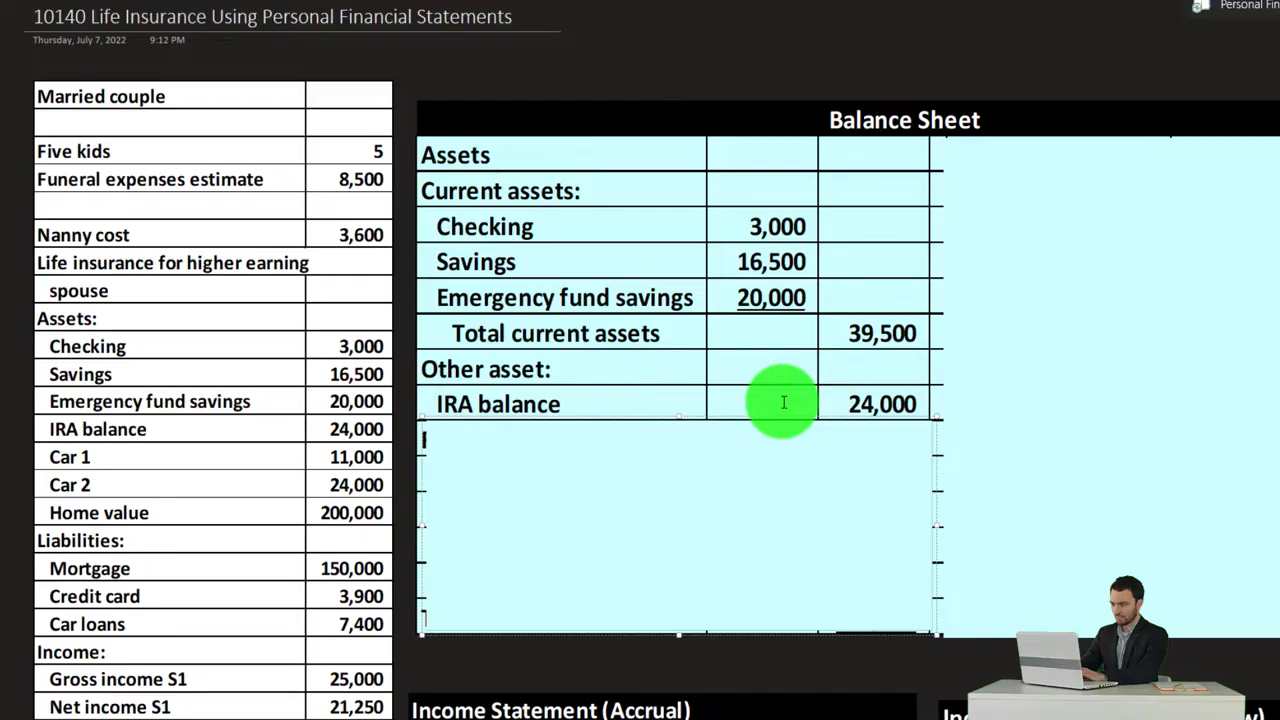 10140 Life Insurance Using Personal Financial Statements
Thursday, July 7, 2022 9:12 PM
Personal Fin
Married couple
Five kids 5
Funeral expenses estimate 8,500
Nanny cost 3,600
Life insurance for higher earning
spouse
Assets:
Checking 3,000
Savings 16,500
Emergency fund savings 20,000
IRA balance 24,000
Car 1 11,000
Car 2 24,000
Home value 200,000
Liabilities:
Mortgage 150,000
Credit card 3,900
Car loans 7,400
Income:
Gross income S1 25,000
Net income S1 21,250
Balance Sheet
Assets
Current assets:
Checking 3,000
Savings 16,500
Emergency fund savings 20,000
Total current assets 39,500
Other asset:
IRA balance 24,000
Income Statement (Accrual)